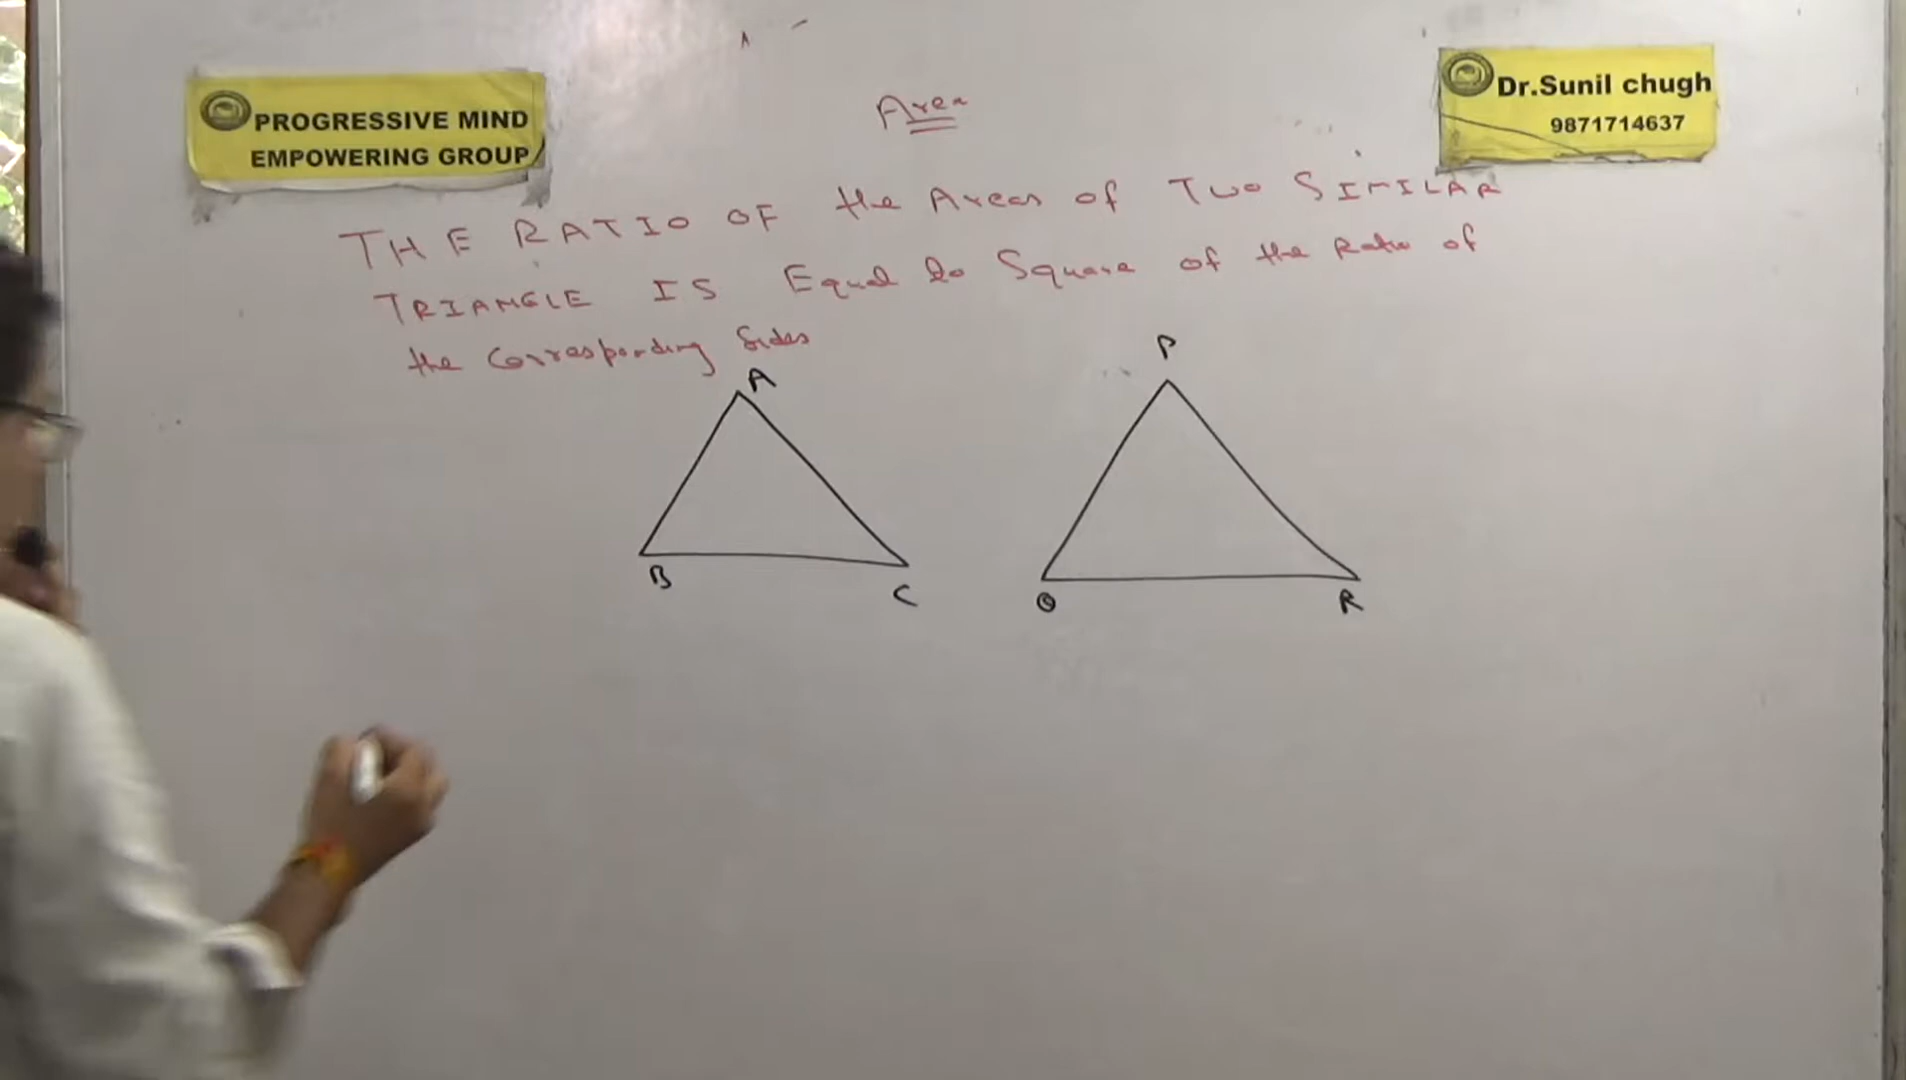 PROGRESSIVE MIND
EMPOWERING GROUP
Dr.Sunil chugh
9871714637
Area
THE RATIO OF the Areas of TWO SIMILAR
TRIANGLE IS Equal to Square of the Ratio of
the Corresponding Sides
A
P
B
C
Q
R